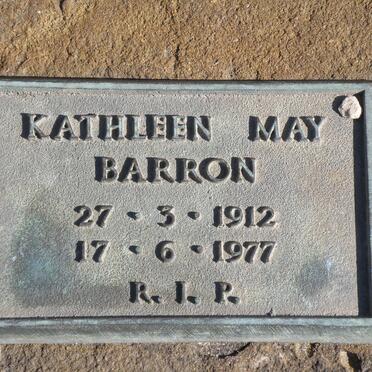 KATHLEEN MAY
BARRON
27 • 3 • 1912
17 • 6 • 1977
R. I. P.